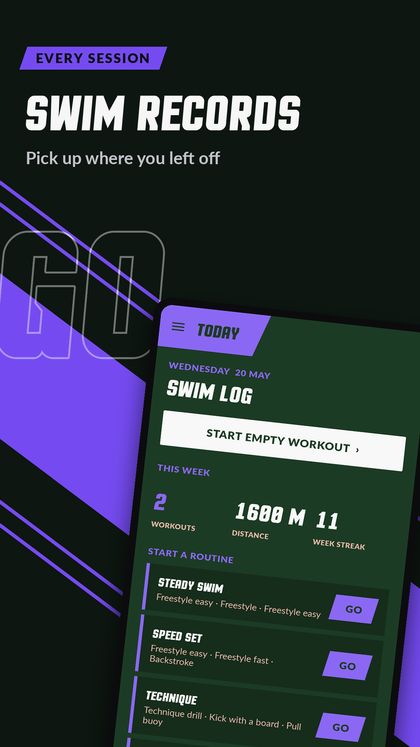 EVERY SESSION
SWIM RECORDS
Pick up where you left off
GO
TODAY
WEDNESDAY 20 MAY
SWIM LOG
START EMPTY WORKOUT ›
THIS WEEK
2 1600 M 11
WORKOUTS DISTANCE WEEK STREAK
START A ROUTINE
STEADY SWIM
Freestyle easy · Freestyle · Freestyle easy
GO
SPEED SET
Freestyle easy · Freestyle fast ·
Backstroke
GO
TECHNIQUE
Technique drill · Kick with a board · Pull
buoy
GO